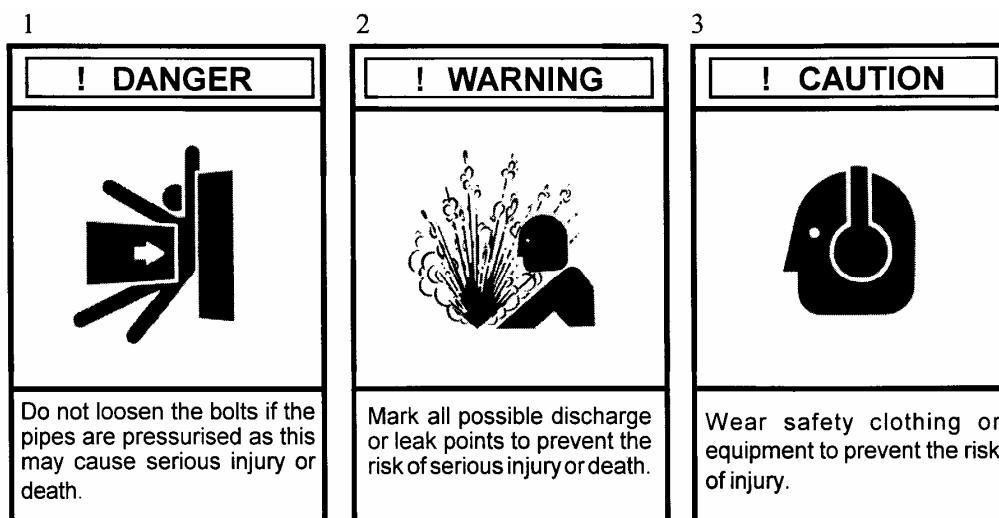 1
! DANGER
Do not loosen the bolts if the
pipes are pressurised as this
may cause serious injury or
death.
2
! WARNING
Mark all possible discharge
or leak points to prevent the
risk of serious injury or death.
3
! CAUTION
Wear safety clothing or
equipment to prevent the risk
of injury.